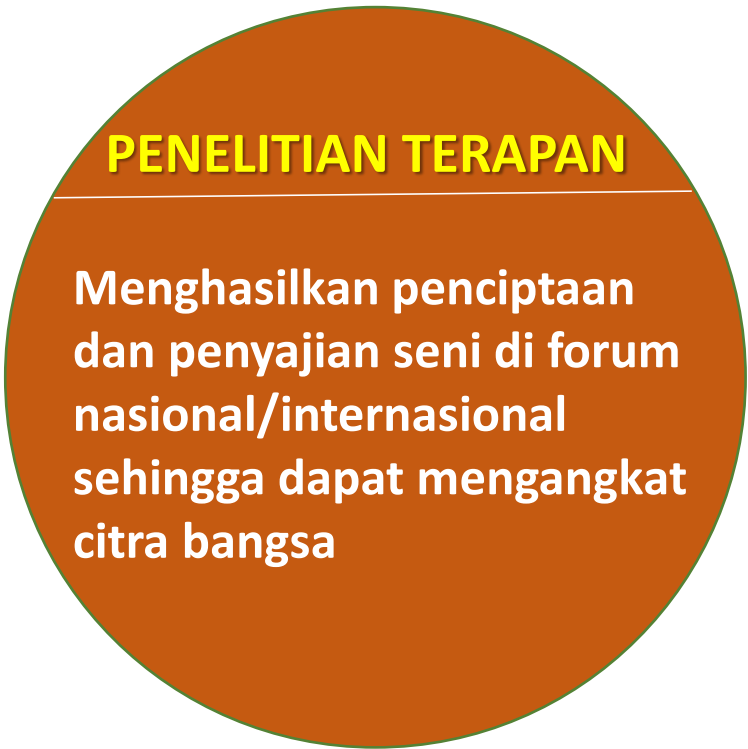 PENELITIAN TERAPAN
Menghasilkan penciptaan
dan penyajian seni di forum
nasional/internasional
sehingga dapat mengangkat
citra bangsa